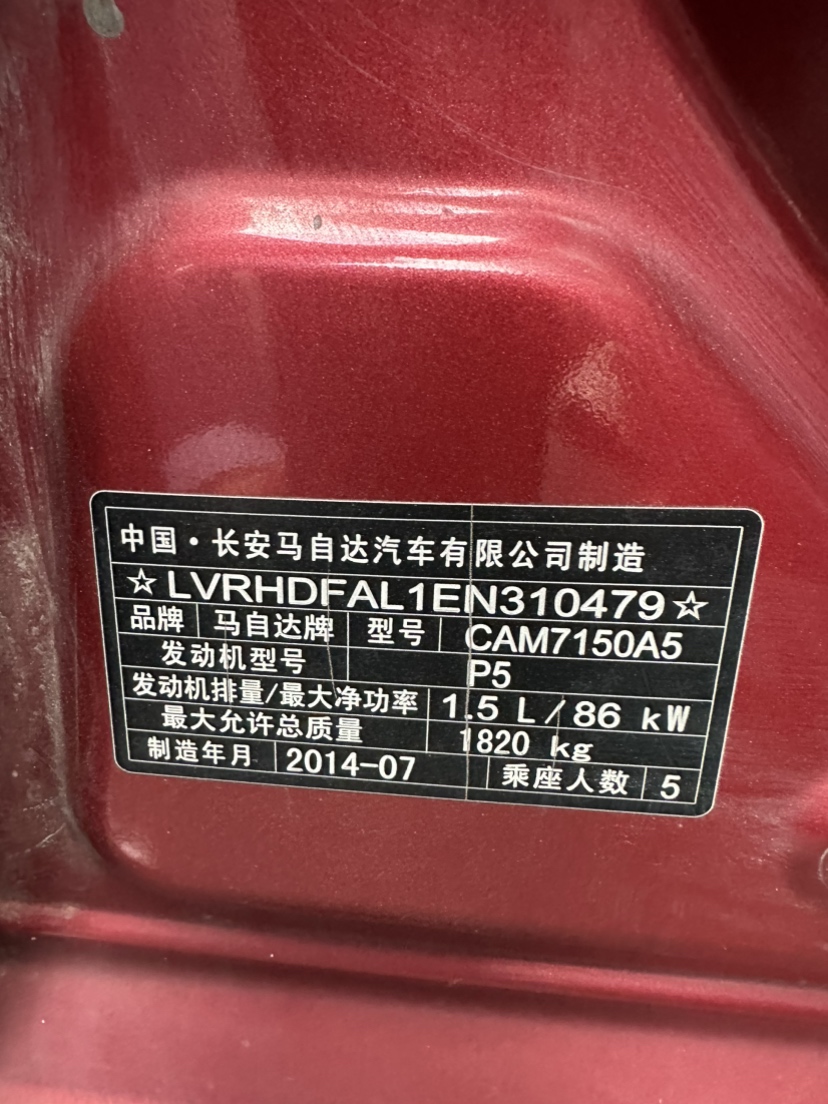 中国·长安马自达汽车有限公司制造
☆LVRHDFAL1EN310479☆
品牌 马自达牌 型号 CAM7150A5
发动机型号 P5
发动机排量/最大净功率 1.5 L/86 kW
最大允许总质量 1820 kg
制造年月 2014-07 乘座人数 5